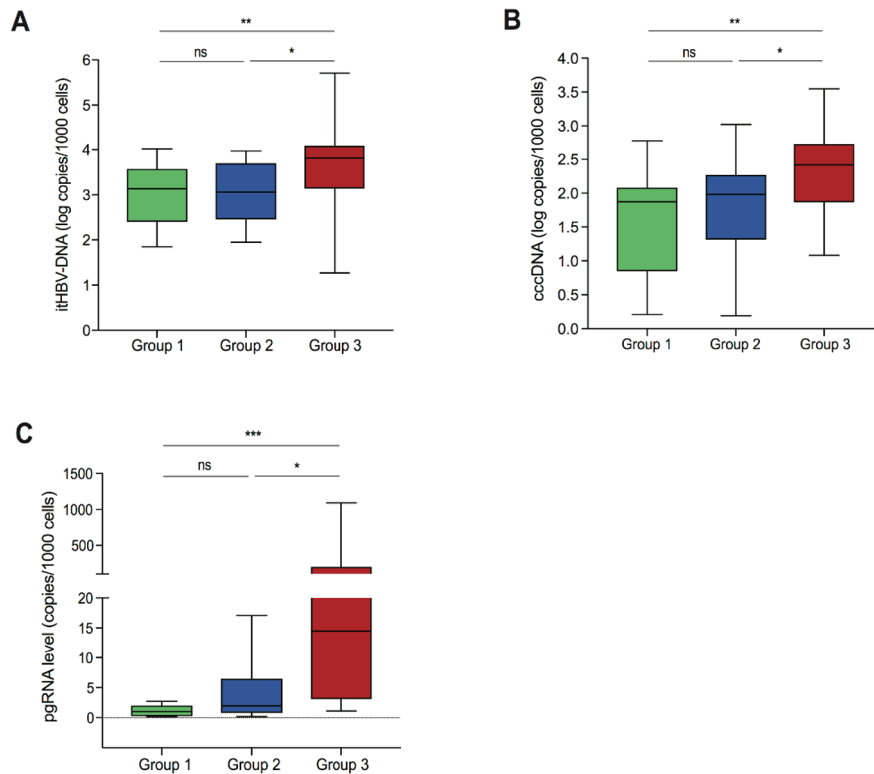 A
**
ns
*
itHBV-DNA (log copies/1000 cells)
6
5
4
3
2
1
0
Group 1
Group 2
Group 3
B
**
ns
*
cccDNA (log copies/1000 cells)
4.0
3.5
3.0
2.5
2.0
1.5
1.0
0.5
0.0
Group 1
Group 2
Group 3
C
***
ns
*
pgRNA level (copies/1000 cells)
1500
1000
500
20
15
10
5
0
Group 1
Group 2
Group 3